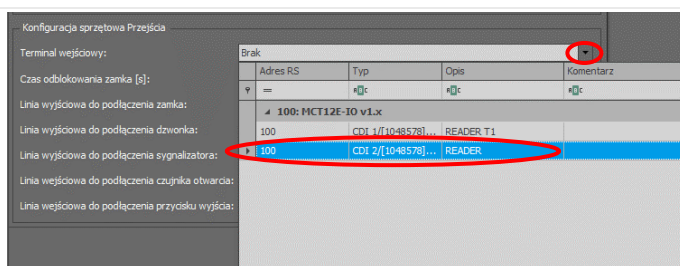 Konfiguracja sprzętowa Przejścia
Terminal wejściowy: Brak
Adres RS Typ Opis Komentarz
Czas odblokowania zamka [s]:
=
Linia wyjściowa do podłączenia zamka:
100: MCT12E-IO v1.x
Linia wyjściowa do podłączenia dzwonka:
100 CDI 1/[1048578]... READER T1
Linia wyjściowa do podłączenia sygnalizatora:
100 CDI 2/[1048578]... READER
Linia wejściowa do podłączenia czujnika otwarcia:
Linia wejściowa do podłączenia przycisku wyjścia: